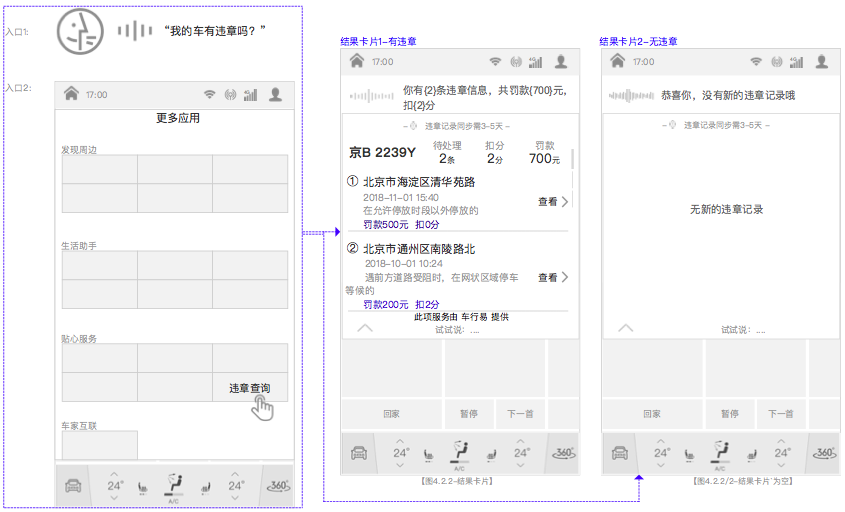 入口1:
“我的车有违章吗？”
入口2:
17:00
更多应用
发现周边
生活助手
贴心服务
违章查询
车家互联
24°
A/C
24°
360°
结果卡片1-有违章
17:00
4G
你有{2}条违章信息，共罚款{700}元,
扣{2}分
违章记录同步需3-5天
京B 2239Y
待处理
2条
扣分
2分
罚款
700元
① 北京市海淀区清华苑路
2018-11-01 15:40
在允许停放时段以外停放的
罚款500元 扣0分
查看
② 北京市通州区南陵路北
2018-10-01 10:24
遇前方道路受阻时，在网状区域停车
等候的
罚款200元 扣2分
查看
此项服务由 车行易 提供
试试说：....
回家
暂停
下一首
24°
A/C
24°
360°
【图4.2.2-结果卡片】
结果卡片2-无违章
17:00
4G
恭喜你，没有新的违章记录哦
违章记录同步需3-5天
无新的违章记录
试试说：....
回家
暂停
下一首
24°
A/C
24°
360°
【图4.2.2/2-结果卡片`为空】